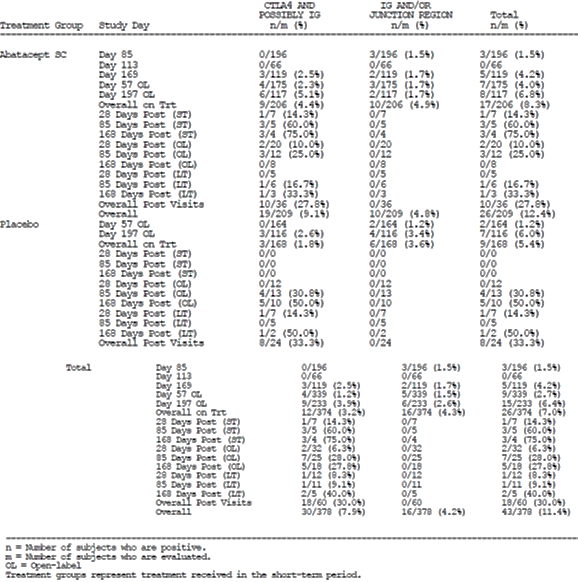 CTLA4 AND IG AND/OR
POSSIBLY IG JUNCTION REGION Total
Treatment Group Study Day n/m (%) n/m (%) n/m (%)
Abatacept SC Day 85 0/196 3/196 (1.5%) 3/196 (1.5%)
Day 113 0/66 0/66 0/66
Day 169 3/119 (2.5%) 2/119 (1.7%) 5/119 (4.2%)
Day 57 OL 4/175 (2.3%) 3/175 (1.7%) 7/175 (4.0%)
Day 197 OL 6/117 (5.1%) 2/117 (1.7%) 8/117 (6.8%)
Overall on Trt 9/206 (4.4%) 10/206 (4.9%) 17/206 (8.3%)
28 Days Post (ST) 1/7 (14.3%) 0/7 1/7 (14.3%)
85 Days Post (ST) 3/5 (60.0%) 0/5 3/5 (60.0%)
168 Days Post (ST) 3/4 (75.0%) 0/4 3/4 (75.0%)
28 Days Post (OL) 2/20 (10.0%) 0/20 2/20 (10.0%)
85 Days Post (OL) 3/12 (25.0%) 0/12 3/12 (25.0%)
168 Days Post (OL) 0/8 0/8 0/8
28 Days Post (LT) 0/5 0/5 0/5
85 Days Post (LT) 1/6 (16.7%) 0/6 1/6 (16.7%)
168 Days Post (LT) 1/3 (33.3%) 0/3 1/3 (33.3%)
Overall Post Visits 10/36 (27.8%) 0/36 10/36 (27.8%)
Overall 19/209 (9.1%) 10/209 (4.8%) 26/209 (12.4%)
Placebo Day 57 OL 0/164 2/164 (1.2%) 2/164 (1.2%)
Day 197 OL 3/116 (2.6%) 4/116 (3.4%) 7/116 (6.0%)
Overall on Trt 3/168 (1.8%) 6/168 (3.6%) 9/168 (5.4%)
28 Days Post (ST) 0/0 0/0 0/0
85 Days Post (ST) 0/0 0/0 0/0
168 Days Post (ST) 0/0 0/0 0/0
28 Days Post (OL) 0/12 0/12 0/12
85 Days Post (OL) 4/13 (30.8%) 0/13 4/13 (30.8%)
168 Days Post (OL) 5/10 (50.0%) 0/10 5/10 (50.0%)
28 Days Post (LT) 1/7 (14.3%) 0/7 1/7 (14.3%)
85 Days Post (LT) 0/5 0/5 0/5
168 Days Post (LT) 1/2 (50.0%) 0/2 1/2 (50.0%)
Overall Post Visits 8/24 (33.3%) 0/24 8/24 (33.3%)
Total Day 85 0/196 3/196 (1.5%) 3/196 (1.5%)
Day 113 0/66 0/66 0/66
Day 169 3/119 (2.5%) 2/119 (1.7%) 5/119 (4.2%)
Day 57 OL 4/339 (1.2%) 5/339 (1.5%) 9/339 (2.7%)
Day 197 OL 9/233 (3.9%) 6/233 (2.6%) 15/233 (6.4%)
Overall on Trt 12/374 (3.2%) 16/374 (4.3%) 26/374 (7.0%)
28 Days Post (ST) 1/7 (14.3%) 0/7 1/7 (14.3%)
85 Days Post (ST) 3/5 (60.0%) 0/5 3/5 (60.0%)
168 Days Post (ST) 3/4 (75.0%) 0/4 3/4 (75.0%)
28 Days Post (OL) 2/32 (6.3%) 0/32 2/32 (6.3%)
85 Days Post (OL) 7/25 (28.0%) 0/25 7/25 (28.0%)
168 Days Post (OL) 5/18 (27.8%) 0/18 5/18 (27.8%)
28 Days Post (LT) 1/12 (8.3%) 0/12 1/12 (8.3%)
85 Days Post (LT) 1/11 (9.1%) 0/11 1/11 (9.1%)
168 Days Post (LT) 2/5 (40.0%) 0/5 2/5 (40.0%)
Overall Post Visits 18/60 (30.0%) 0/60 18/60 (30.0%)
Overall 30/378 (7.9%) 16/378 (4.2%) 43/378 (11.4%)
n = Number of subjects who are positive.
m = Number of subjects who are evaluated.
OL = Open-label
Treatment groups represent treatment received in the short-term period.